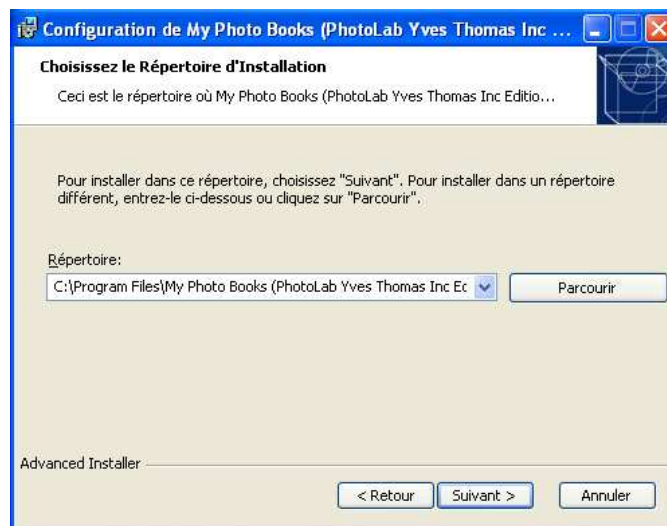 Configuration de My Photo Books (PhotoLab Yves Thomas Inc ...
Choisissez le Répertoire d'Installation
Ceci est le répertoire où My Photo Books (PhotoLab Yves Thomas Inc Editio...
Pour installer dans ce répertoire, choisissez "Suivant". Pour installer dans un répertoire
différent, entrez-le ci-dessous ou cliquez sur "Parcourir".
Répertoire:
C:\Program Files\My Photo Books (PhotoLab Yves Thomas Inc Ec
Parcourir
Advanced Installer
< Retour
Suivant >
Annuler